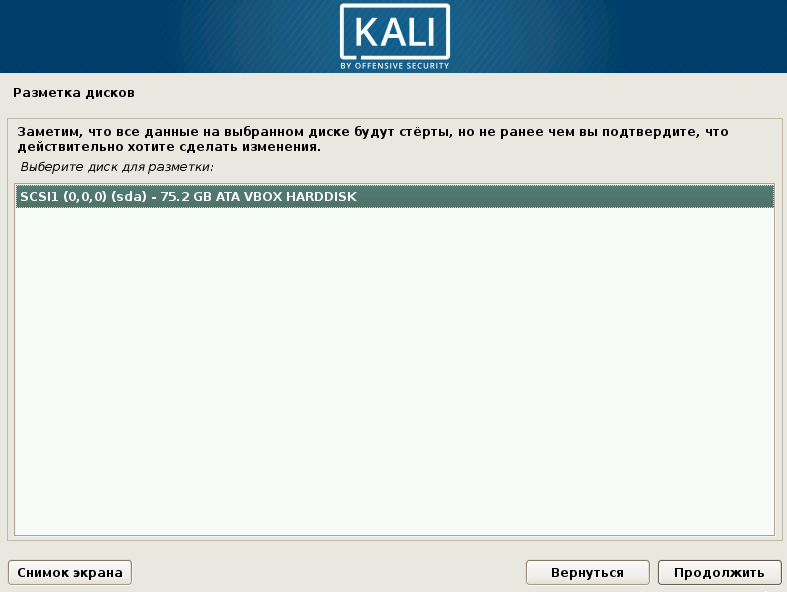 KALI
BY OFFENSIVE SECURITY
Разметка дисков
Заметим, что все данные на выбранном диске будут стёрты, но не ранее чем вы подтвердите, что
действительно хотите сделать изменения.
Выберите диск для разметки:
SCSI1 (0,0,0) (sda) - 75.2 GB ATA VBOX HARDDISK
Снимок экрана
Вернуться
Продолжить